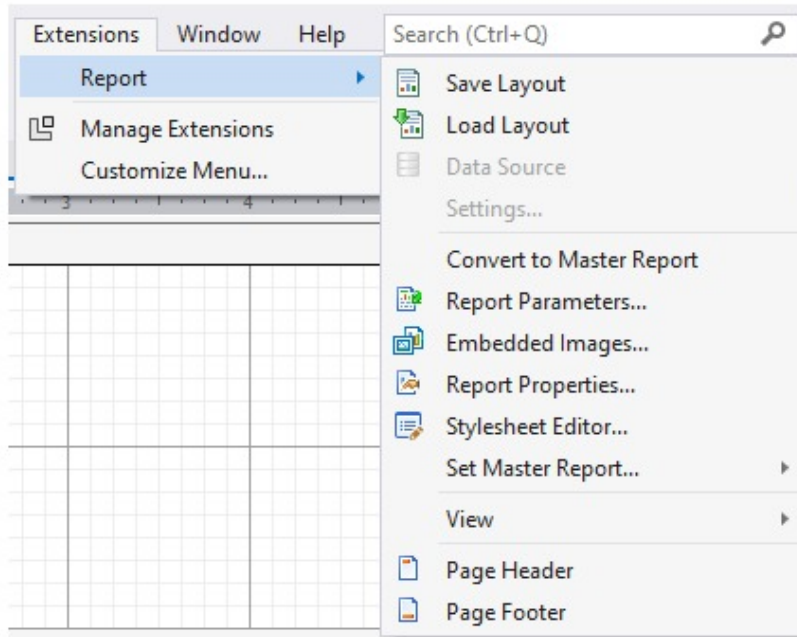 Extensions Window Help Search (Ctrl+Q)
Report
Manage Extensions
Customize Menu...
3 4
Save Layout
Load Layout
Data Source
Settings...
Convert to Master Report
Report Parameters...
Embedded Images...
Report Properties...
Stylesheet Editor...
Set Master Report...
View
Page Header
Page Footer